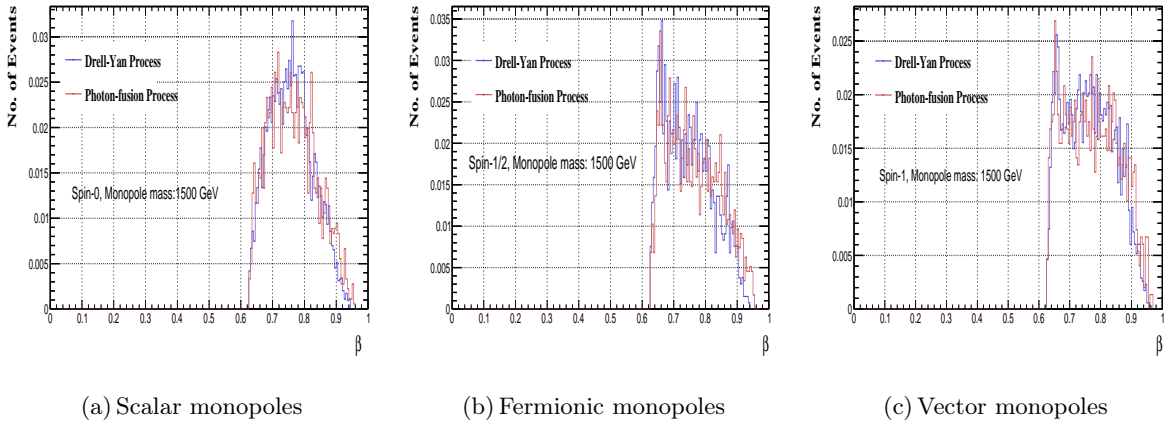 No. of Events
0.03
0.025
0.02
0.015
0.01
0.005
0
Drell-Yan Process
Photon-fusion Process
Spin-0, Monopole mass:1500 GeV
0 0.1 0.2 0.3 0.4 0.5 0.6 0.7 0.8 0.9 1
β
(a) Scalar monopoles
No. of Events
0.035
0.03
0.025
0.02
0.015
0.01
0.005
0
Drell-Yan Process
Photon-fusion Process
Spin-1/2, Monopole mass: 1500 GeV
0 0.1 0.2 0.3 0.4 0.5 0.6 0.7 0.8 0.9 1
β
(b) Fermionic monopoles
No. of Events
0.025
0.02
0.015
0.01
0.005
0
Drell-Yan Process
Photon-fusion Process
Spin-1, Monopole mass: 1500 GeV
0 0.1 0.2 0.3 0.4 0.5 0.6 0.7 0.8 0.9 1
β
(c) Vector monopoles